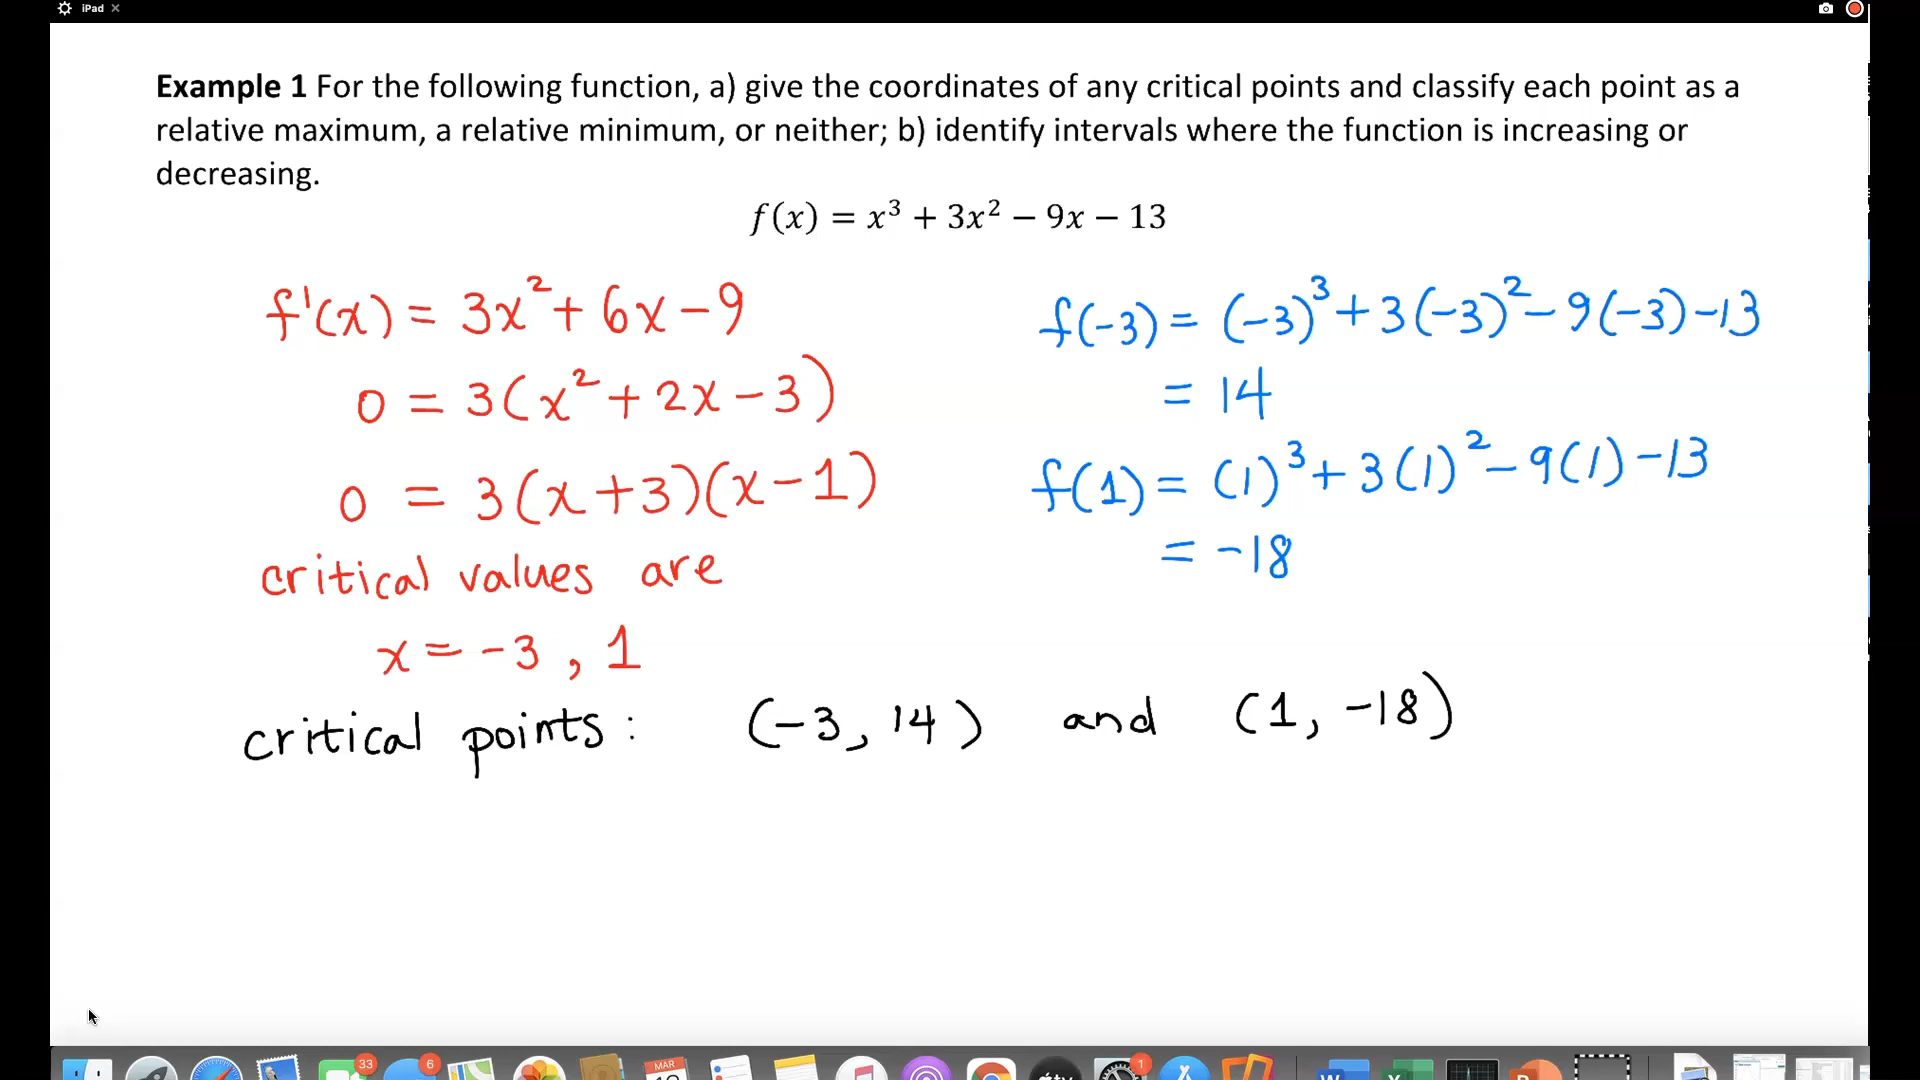 iPad ×
Example 1 For the following function, a) give the coordinates of any critical points and classify each point as a
relative maximum, a relative minimum, or neither; b) identify intervals where the function is increasing or
decreasing.
f(x) = x³ + 3x² − 9x − 13
f'(x) = 3x² + 6x − 9
0 = 3(x² + 2x − 3)
0 = 3(x+3)(x−1)
critical values are
x = −3, 1
f(−3) = (−3)³ + 3(−3)² − 9(−3) − 13
= 14
f(1) = (1)³ + 3(1)² − 9(1) − 13
= −18
critical points: (−3, 14) and (1, −18)
33
6
MAR
1